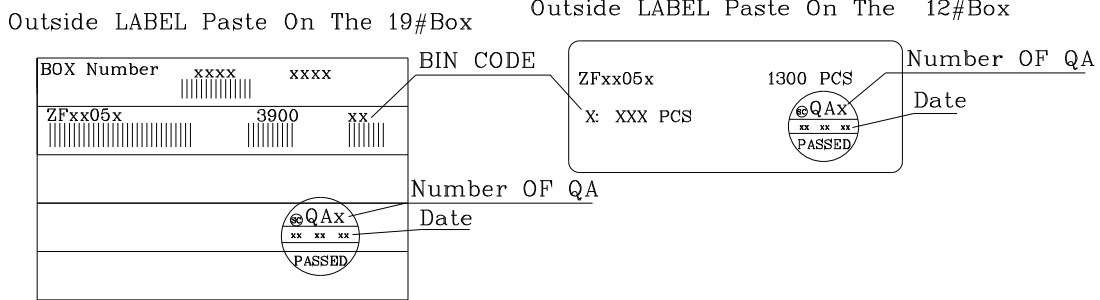 Outside LABEL Paste On The 19#Box
BOX Number xxxx xxxx
ZFxx05x 3900 xx
SC QAx
xx xx xx
PASSED
BIN CODE
Number OF QA
Date
Outside LABEL Paste On The 12#Box
ZFxx05x 1300 PCS
X: XXX PCS
SC QAx
xx xx xx
PASSED
Number OF QA
Date